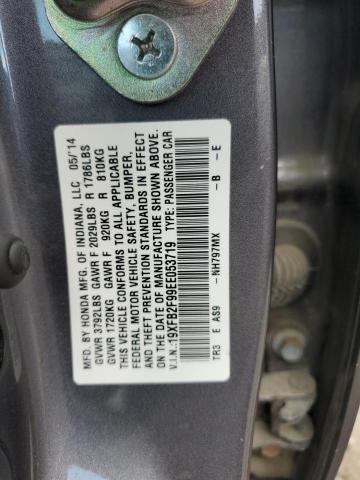 MFD. BY HONDA MFG. OF INDIANA, LLC 05/'14
GVWR 3792LBS GAWR F 2029LBS R 1786LBS
GVWR 1720KG GAWR F 920KG R 810KG
THIS VEHICLE CONFORMS TO ALL APPLICABLE
FEDERAL MOTOR VEHICLE SAFETY, BUMPER,
AND THEFT PREVENTION STANDARDS IN EFFECT
ON THE DATE OF MANUFACTURE SHOWN ABOVE.
V.I.N.:19XFB2F99EE053719 TYPE: PASSENGER CAR
TR3 E AS9 -NH797MX -B -E